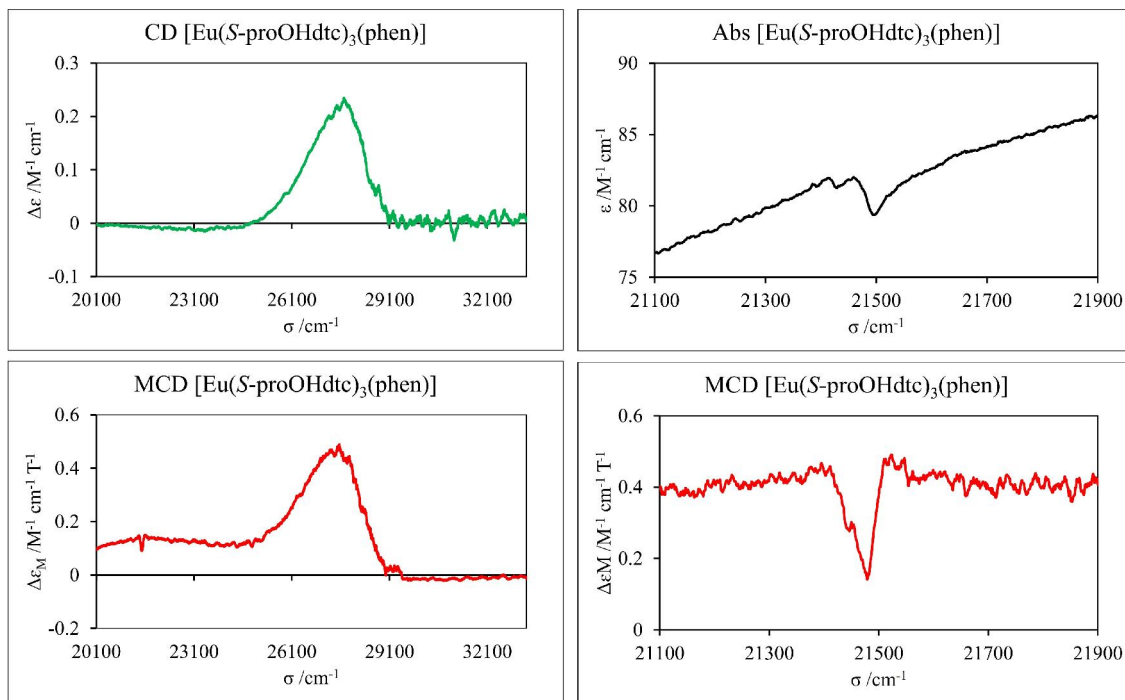 CD [Eu(S-proOHdtc)₃(phen)]
0.3
0.2
0.1
0
-0.1
Δε /M⁻¹ cm⁻¹
20100 23100 26100 29100 32100
σ /cm⁻¹
Abs [Eu(S-proOHdtc)₃(phen)]
90
85
80
75
ε /M⁻¹ cm⁻¹
21100 21300 21500 21700 21900
σ /cm⁻¹
MCD [Eu(S-proOHdtc)₃(phen)]
0.6
0.4
0.2
0
-0.2
Δε_M /M⁻¹ cm⁻¹ T⁻¹
20100 23100 26100 29100 32100
σ /cm⁻¹
MCD [Eu(S-proOHdtc)₃(phen)]
0.6
0.4
0.2
0
ΔεM /M⁻¹ cm⁻¹ T⁻¹
21100 21300 21500 21700 21900
σ /cm⁻¹